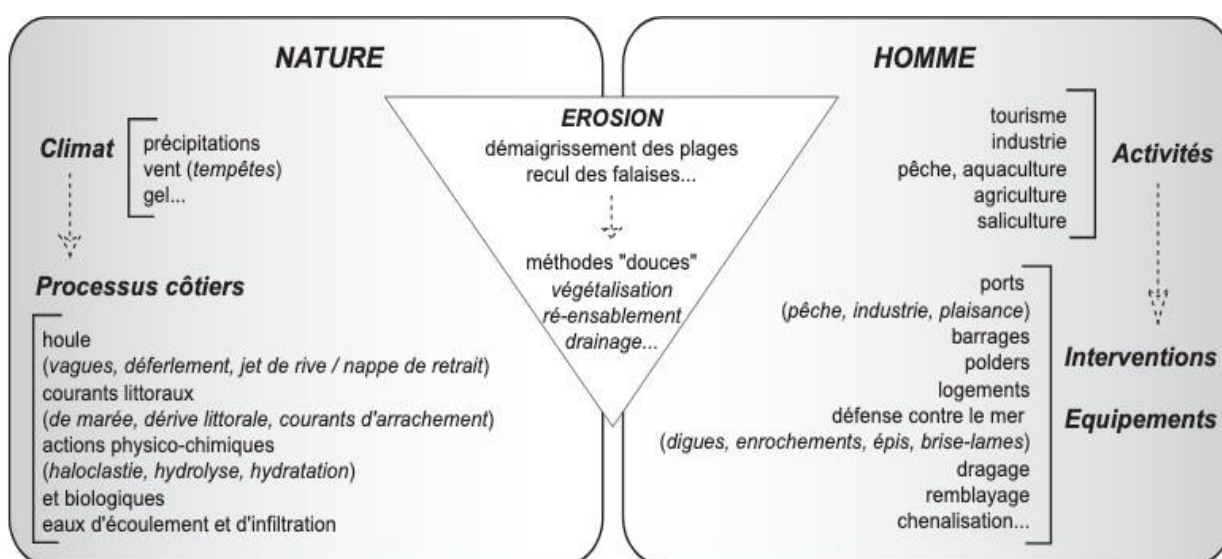 NATURE
Climat
précipitations
vent (tempêtes)
gel...
Processus côtiers
houle
(vagues, déferlement, jet de rive / nappe de retrait)
courants littoraux
(de marée, dérive littorale, courants d'arrachement)
actions physico-chimiques
(haloclastie, hydrolyse, hydratation)
et biologiques
eaux d'écoulement et d'infiltration
EROSION
démaigrissement des plages
recul des falaises...
méthodes "douces"
végétalisation
ré-ensablement
drainage...
HOMME
tourisme
industrie
pêche, aquaculture
agriculture
saliculture
Activités
ports
(pêche, industrie, plaisance)
barrages
polders
logements
défense contre le mer
(digues, enrochements, épis, brise-lames)
dragage
remblayage
chenalisation...
Interventions
Equipements